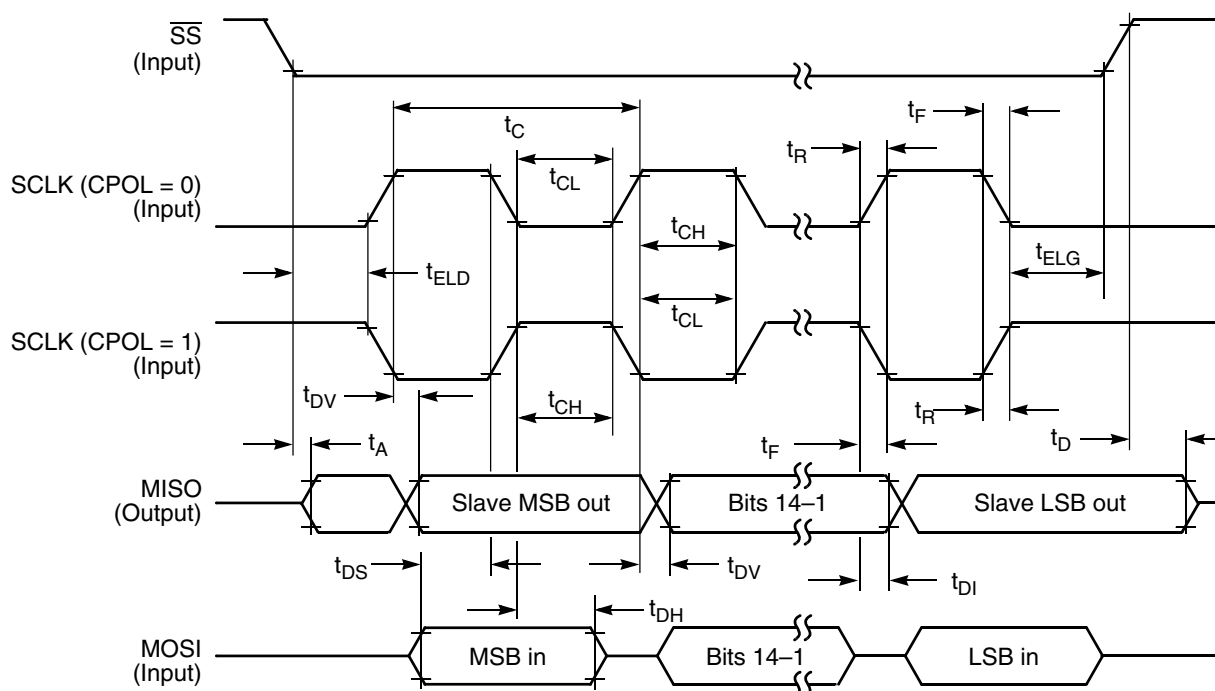 SS
(Input)
t_C
t_F
t_R
SCLK (CPOL = 0)
(Input)
t_CL
t_CH
t_ELD
t_ELG
t_CL
SCLK (CPOL = 1)
(Input)
t_DV
t_CH
t_R
t_A
t_F
t_D
MISO
(Output)
Slave MSB out
Bits 14–1
Slave LSB out
t_DS
t_DV
t_DI
t_DH
MOSI
(Input)
MSB in
Bits 14–1
LSB in